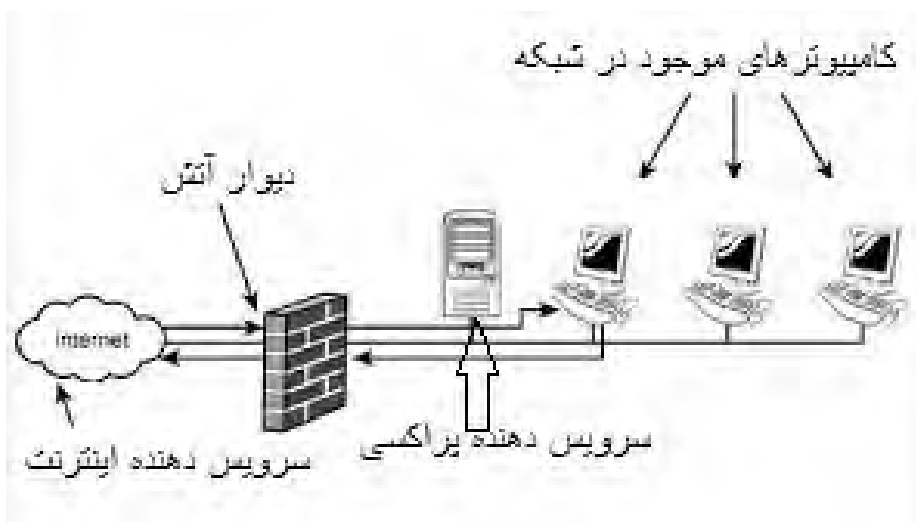 کامپیوترهای موجود در شبکه
دیوار آتش
Internet
سرویس دهنده پراکسی
سرویس دهنده اینترنت